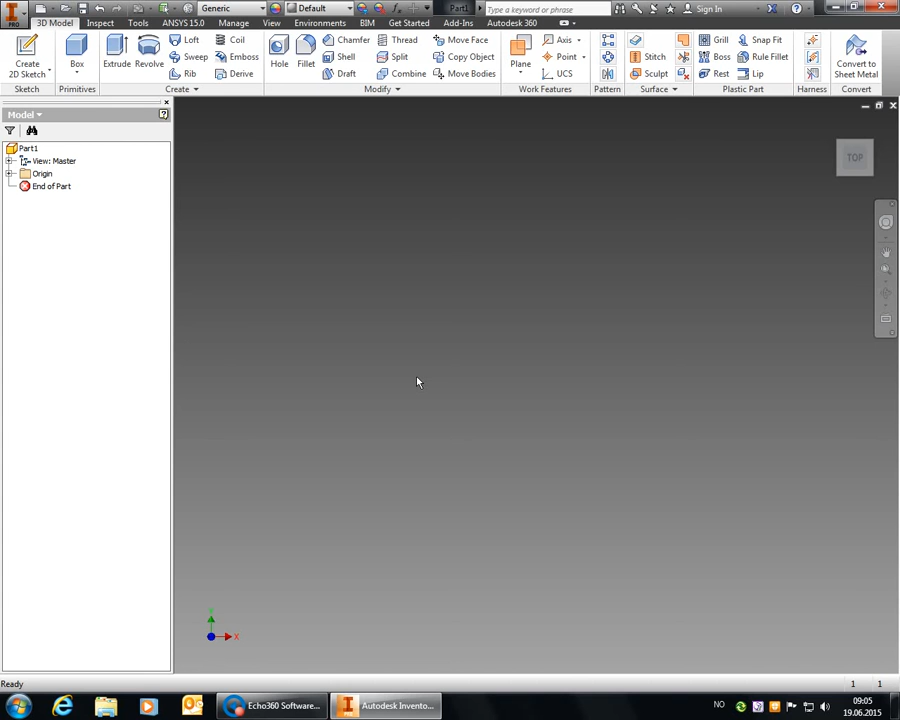 PRO Generic Default Part1 Type a keyword or phrase Sign In
3D Model Inspect Tools ANSYS 15.0 Manage View Environments BIM Get Started Add-Ins Autodesk 360
Create 2D Sketch Box Extrude Revolve Loft Coil Hole Fillet Chamfer Thread Move Face Plane Axis Grill Snap Fit Convert to Sheet Metal
Sweep Emboss Shell Split Copy Object Point Stitch Boss Rule Fillet
Rib Derive Draft Combine Move Bodies UCS Sculpt Rest Lip
Sketch Primitives Create Modify Work Features Pattern Surface Plastic Part Harness Convert
Model
Part1
View: Master
Origin
End of Part
TOP
X
Ready 1 1
Echo360 Software... PRO Autodesk Invento... NO 09:05
19.06.2015